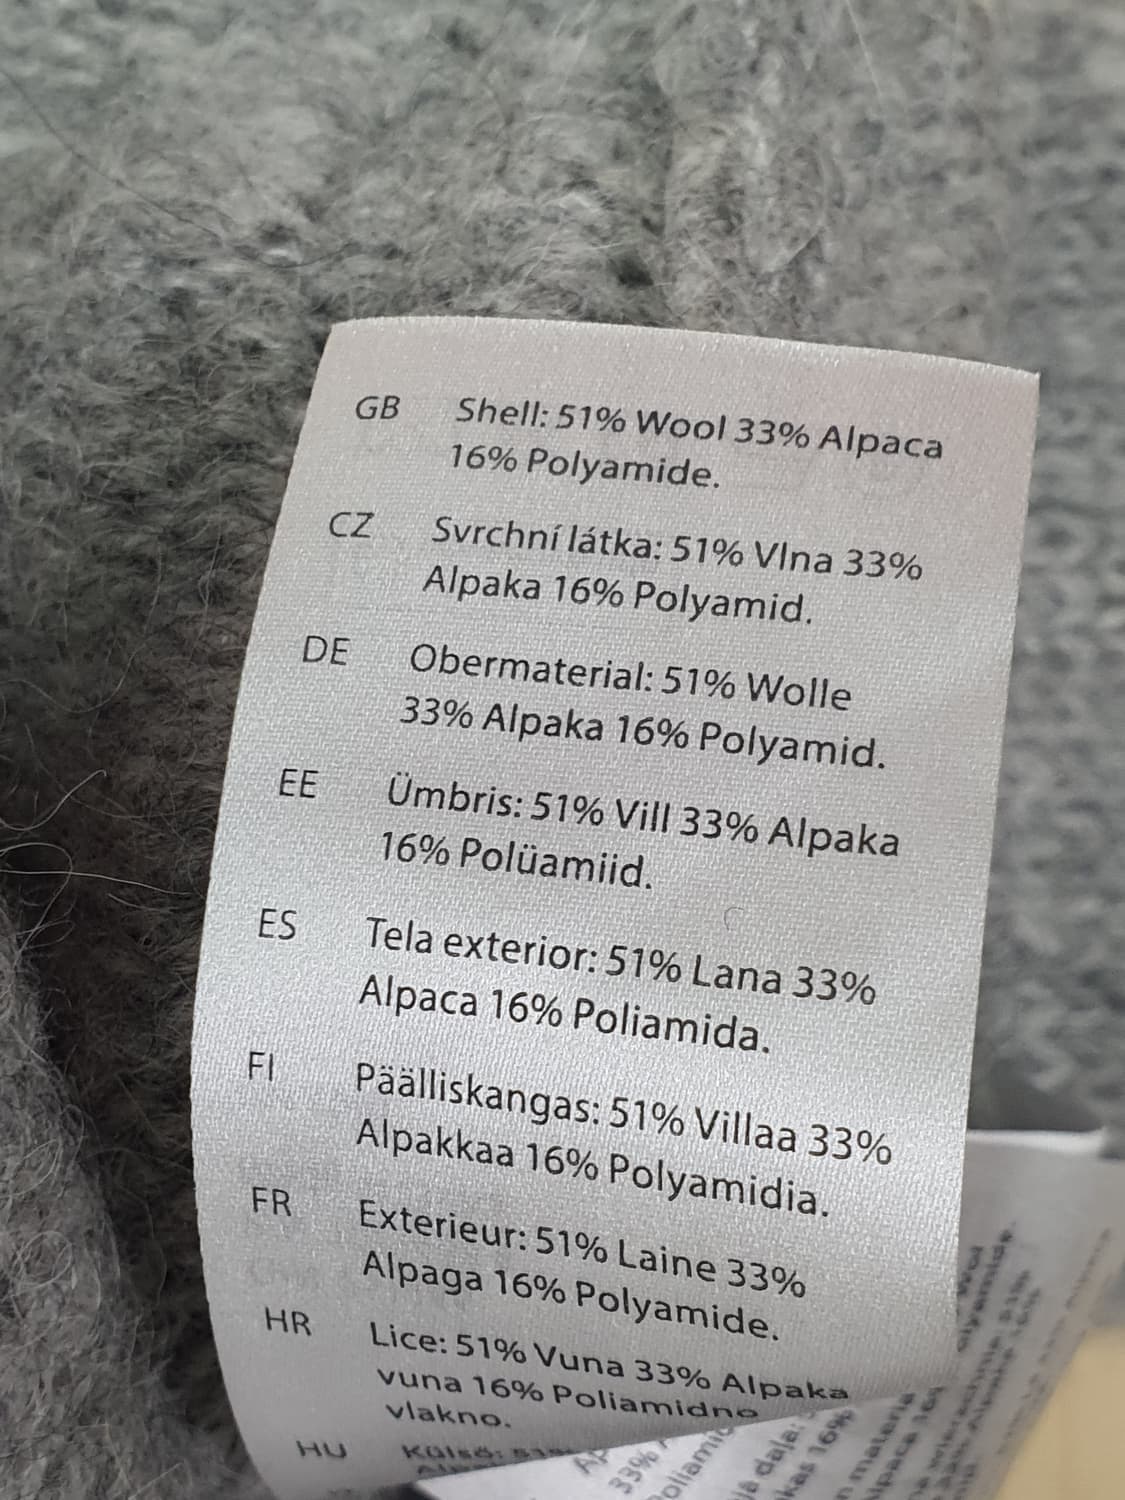 GB Shell: 51% Wool 33% Alpaca
16% Polyamide.
CZ Svrchní látka: 51% Vlna 33%
Alpaka 16% Polyamid.
DE Obermaterial: 51% Wolle
33% Alpaka 16% Polyamid.
EE Ümbris: 51% Vill 33% Alpaka
16% Polüamiid.
ES Tela exterior: 51% Lana 33%
Alpaca 16% Poliamida.
FI Päälliskangas: 51% Villaa 33%
Alpakkaa 16% Polyamidia.
FR Exterieur: 51% Laine 33%
Alpaga 16% Polyamide.
HR Lice: 51% Vuna 33% Alpaka
vuna 16% Poliamidno
vlakno.
HU Külső: